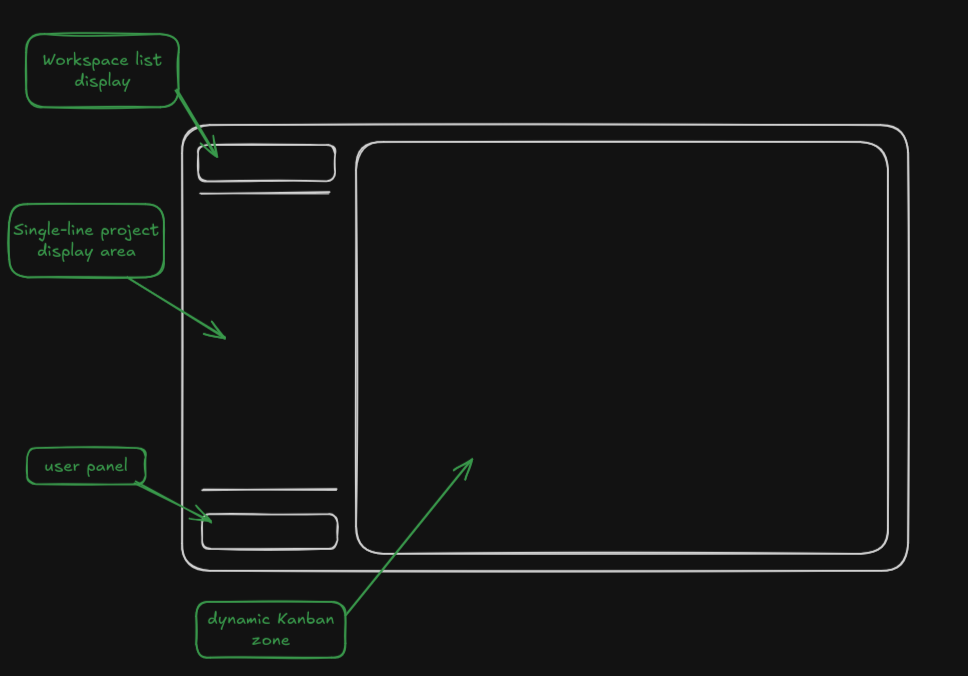 Workspace list
display
Single-line project
display area
user panel
dynamic Kanban
zone